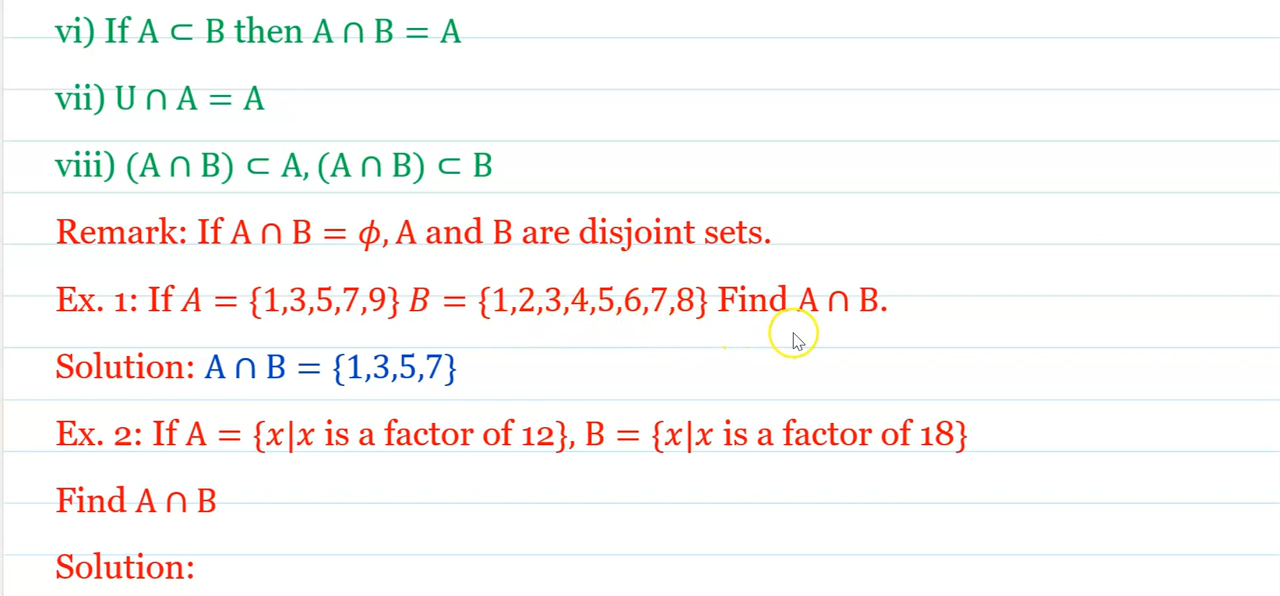 vi) If A ⊂ B then A ∩ B = A
vii) U ∩ A = A
viii) (A ∩ B) ⊂ A, (A ∩ B) ⊂ B
Remark: If A ∩ B = ϕ, A and B are disjoint sets.
Ex. 1: If A = {1,3,5,7,9} B = {1,2,3,4,5,6,7,8} Find A ∩ B.
Solution: A ∩ B = {1,3,5,7}
Ex. 2: If A = {x|x is a factor of 12}, B = {x|x is a factor of 18}
Find A ∩ B
Solution: